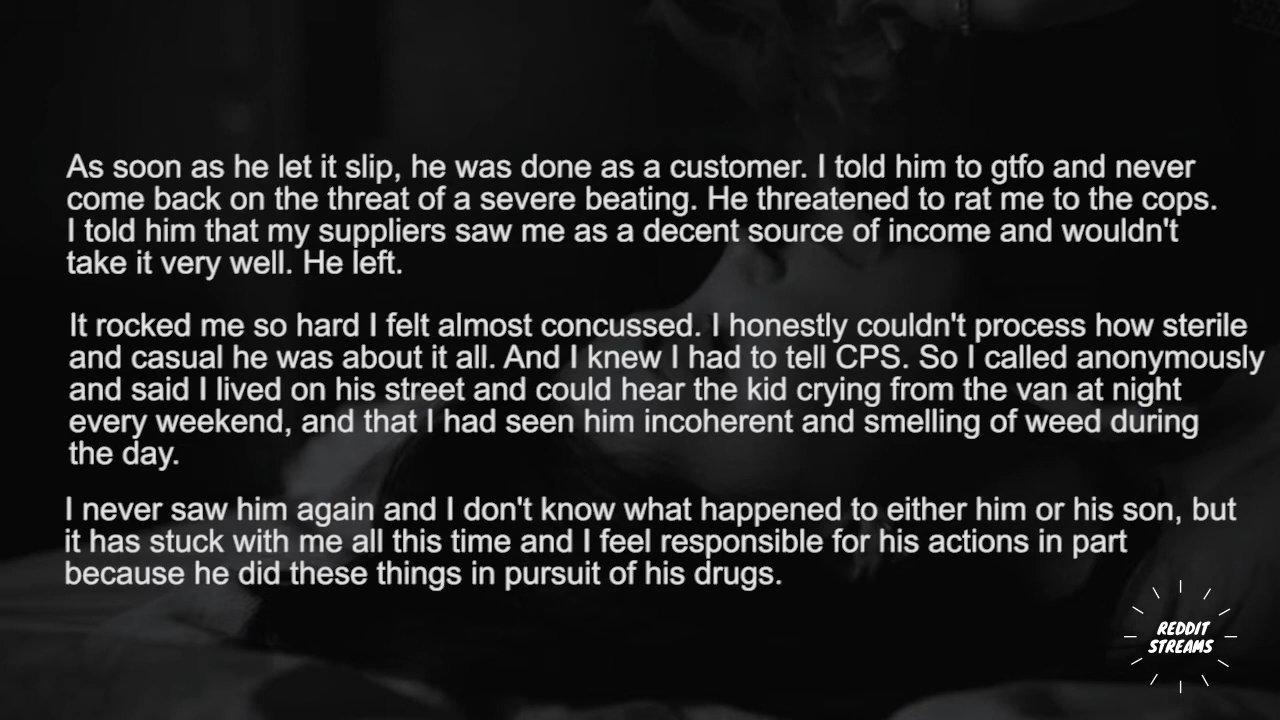 As soon as he let it slip, he was done as a customer. I told him to gtfo and never
come back on the threat of a severe beating. He threatened to rat me to the cops.
I told him that my suppliers saw me as a decent source of income and wouldn't
take it very well. He left.
It rocked me so hard I felt almost concussed. I honestly couldn't process how sterile
and casual he was about it all. And I knew I had to tell CPS. So I called anonymously
and said I lived on his street and could hear the kid crying from the van at night
every weekend, and that I had seen him incoherent and smelling of weed during
the day.
I never saw him again and I don't know what happened to either him or his son, but
it has stuck with me all this time and I feel responsible for his actions in part
because he did these things in pursuit of his drugs.
REDDIT
STREAMS